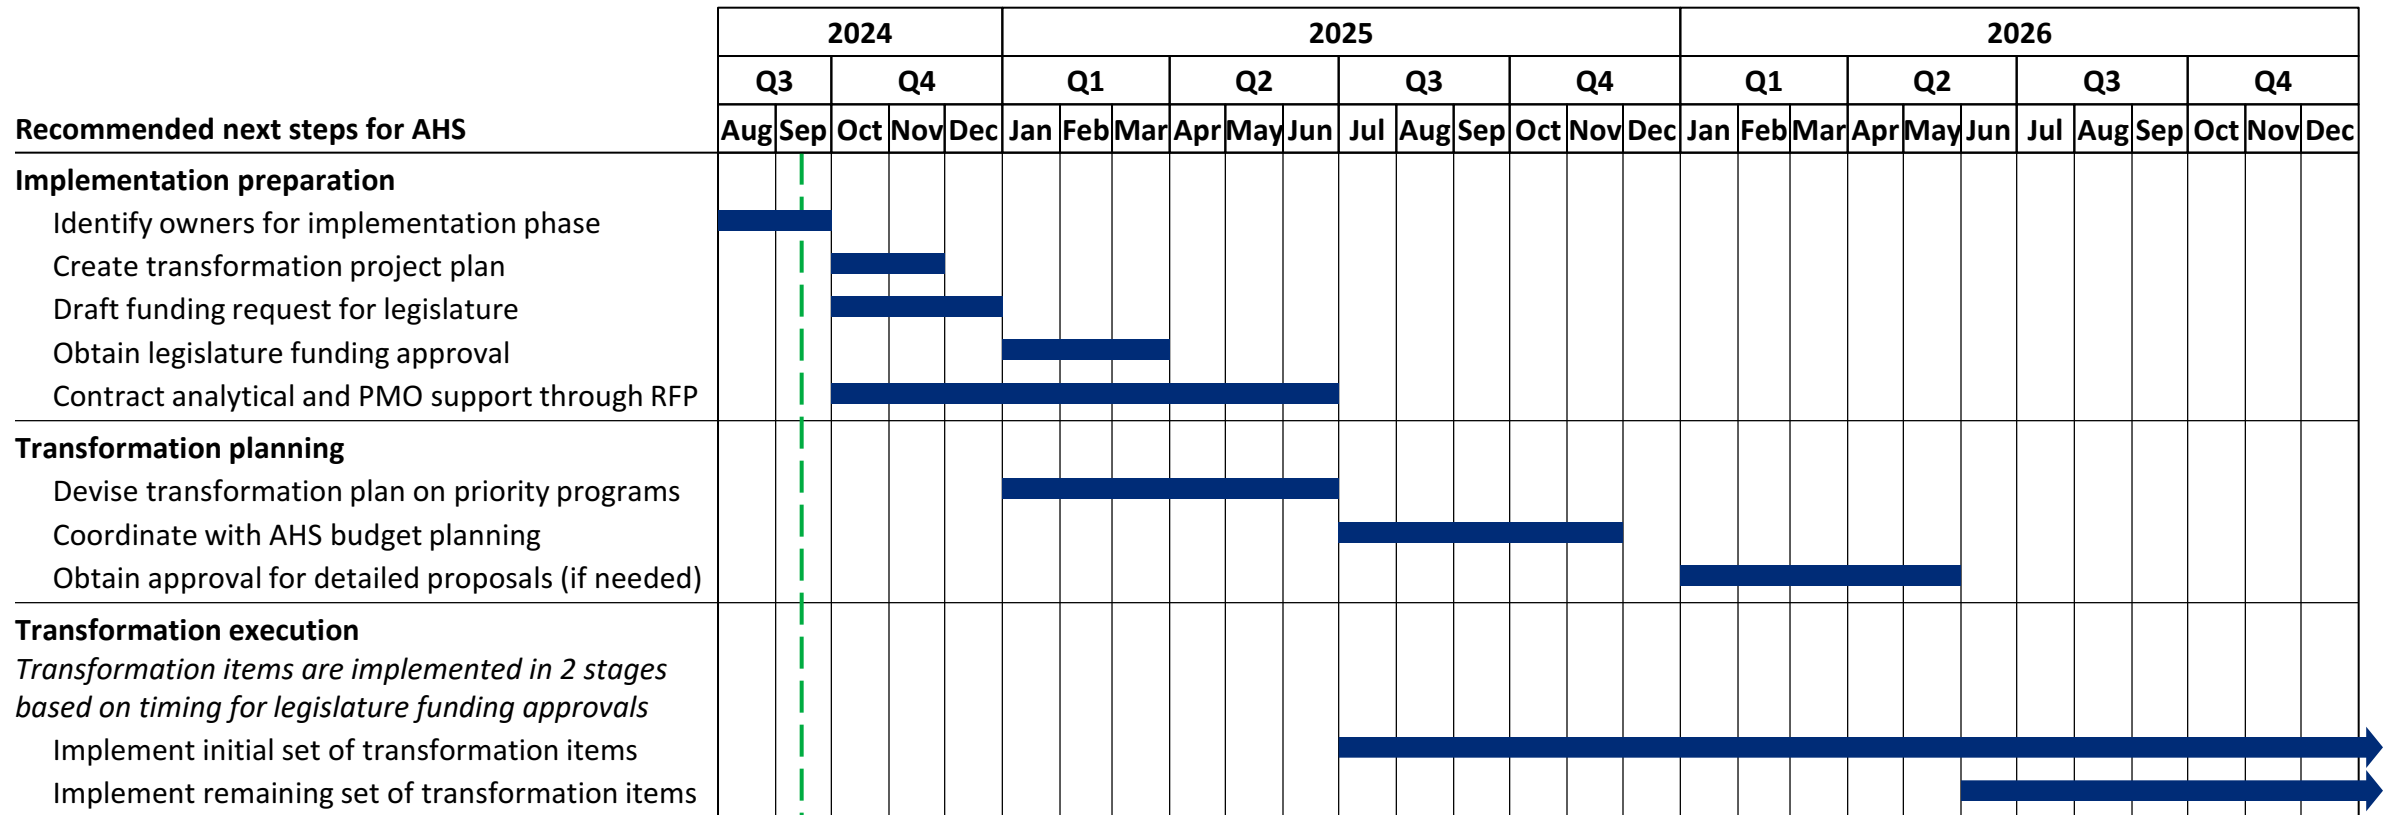 2024 2025 2026
Q3 Q4 Q1 Q2 Q3 Q4 Q1 Q2 Q3 Q4
Recommended next steps for AHS Aug Sep Oct Nov Dec Jan Feb Mar Apr May Jun Jul Aug Sep Oct Nov Dec Jan Feb Mar Apr May Jun Jul Aug Sep Oct Nov Dec
Implementation preparation
Identify owners for implementation phase
Create transformation project plan
Draft funding request for legislature
Obtain legislature funding approval
Contract analytical and PMO support through RFP
Transformation planning
Devise transformation plan on priority programs
Coordinate with AHS budget planning
Obtain approval for detailed proposals (if needed)
Transformation execution
Transformation items are implemented in 2 stages
based on timing for legislature funding approvals
Implement initial set of transformation items
Implement remaining set of transformation items